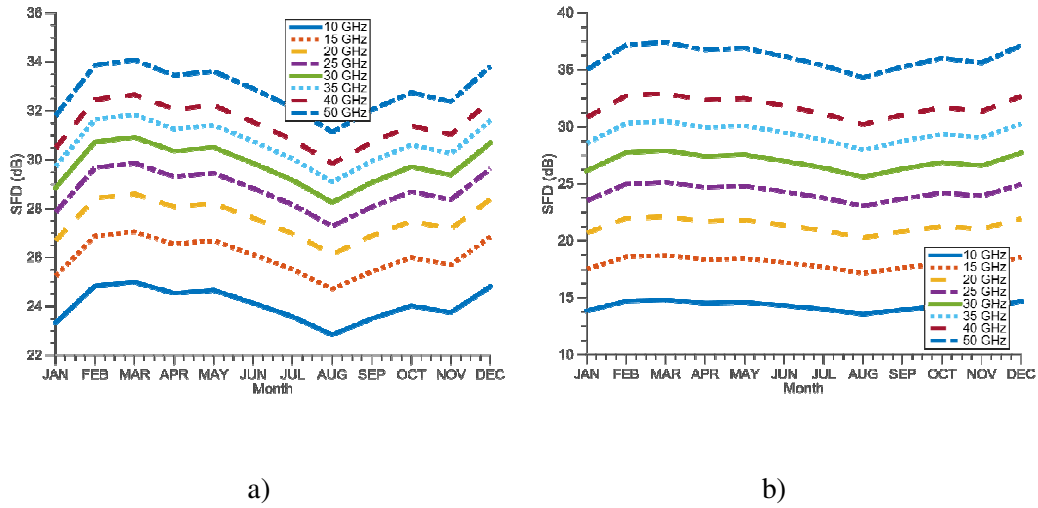 36
34
32
30
28
26
24
22
SFD (dB)
JAN FEB MAR APR MAY JUN JUL AUG SEP OCT NOV DEC
Month
10 GHz
15 GHz
20 GHz
25 GHz
30 GHz
35 GHz
40 GHz
50 GHz
a)
40
35
30
25
20
15
10
SFD (dB)
JAN FEB MAR APR MAY JUN JUL AUG SEP OCT NOV DEC
Month
10 GHz
15 GHz
20 GHz
25 GHz
30 GHz
35 GHz
40 GHz
50 GHz
b)